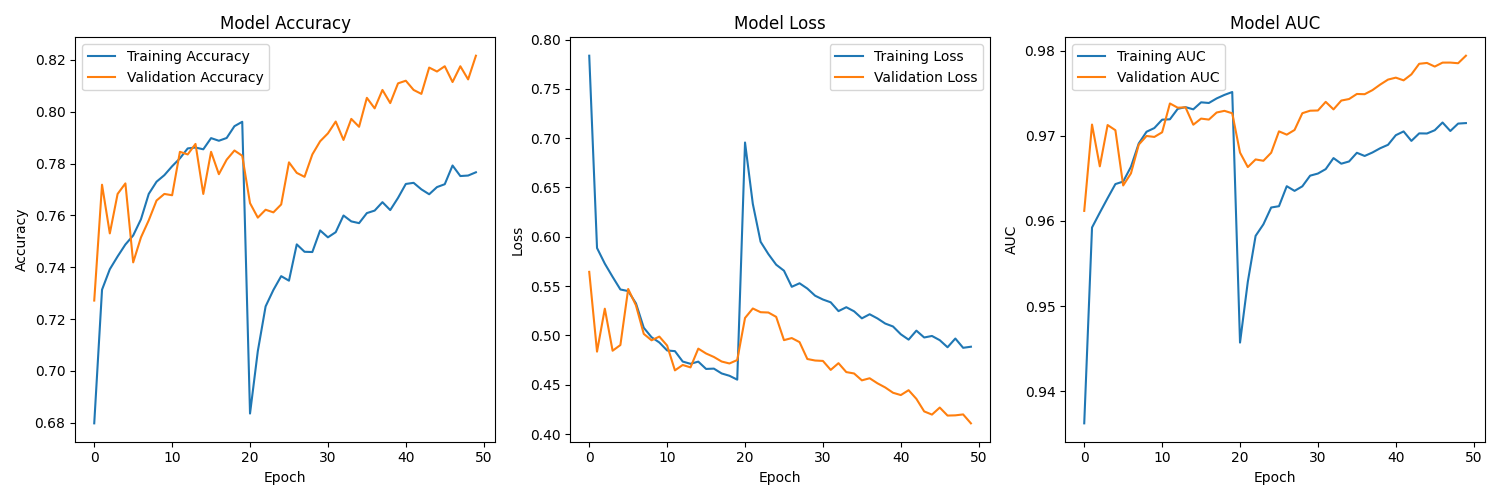 Model Accuracy
Training Accuracy
Validation Accuracy
0.82
0.80
0.78
0.76
0.74
0.72
0.70
0.68
Accuracy
0 10 20 30 40 50
Epoch
Model Loss
Training Loss
Validation Loss
0.80
0.75
0.70
0.65
0.60
0.55
0.50
0.45
0.40
Loss
0 10 20 30 40 50
Epoch
Model AUC
Training AUC
Validation AUC
0.98
0.97
0.96
0.95
0.94
AUC
0 10 20 30 40 50
Epoch